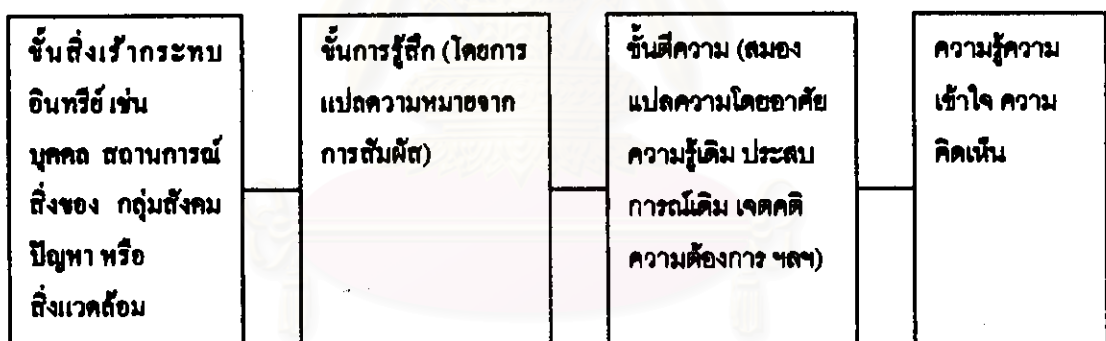 ขั้นสิ่งเร้ากระทบ
อินทรีย์ เช่น
บุคคล สถานการณ์
สิ่งของ กลุ่มสังคม
ปัญหา หรือ
สิ่งแวดล้อม
ขั้นการรู้สึก (โดยการ
แปลความหมายจาก
การสัมผัส)
ขั้นตีความ (สมอง
แปลความโดยอาศัย
ความรู้เดิม ประสบ
การณ์เดิม เจตคติ
ความต้องการ ฯลฯ)
ความรู้ความ
เข้าใจ ความ
คิดเห็น